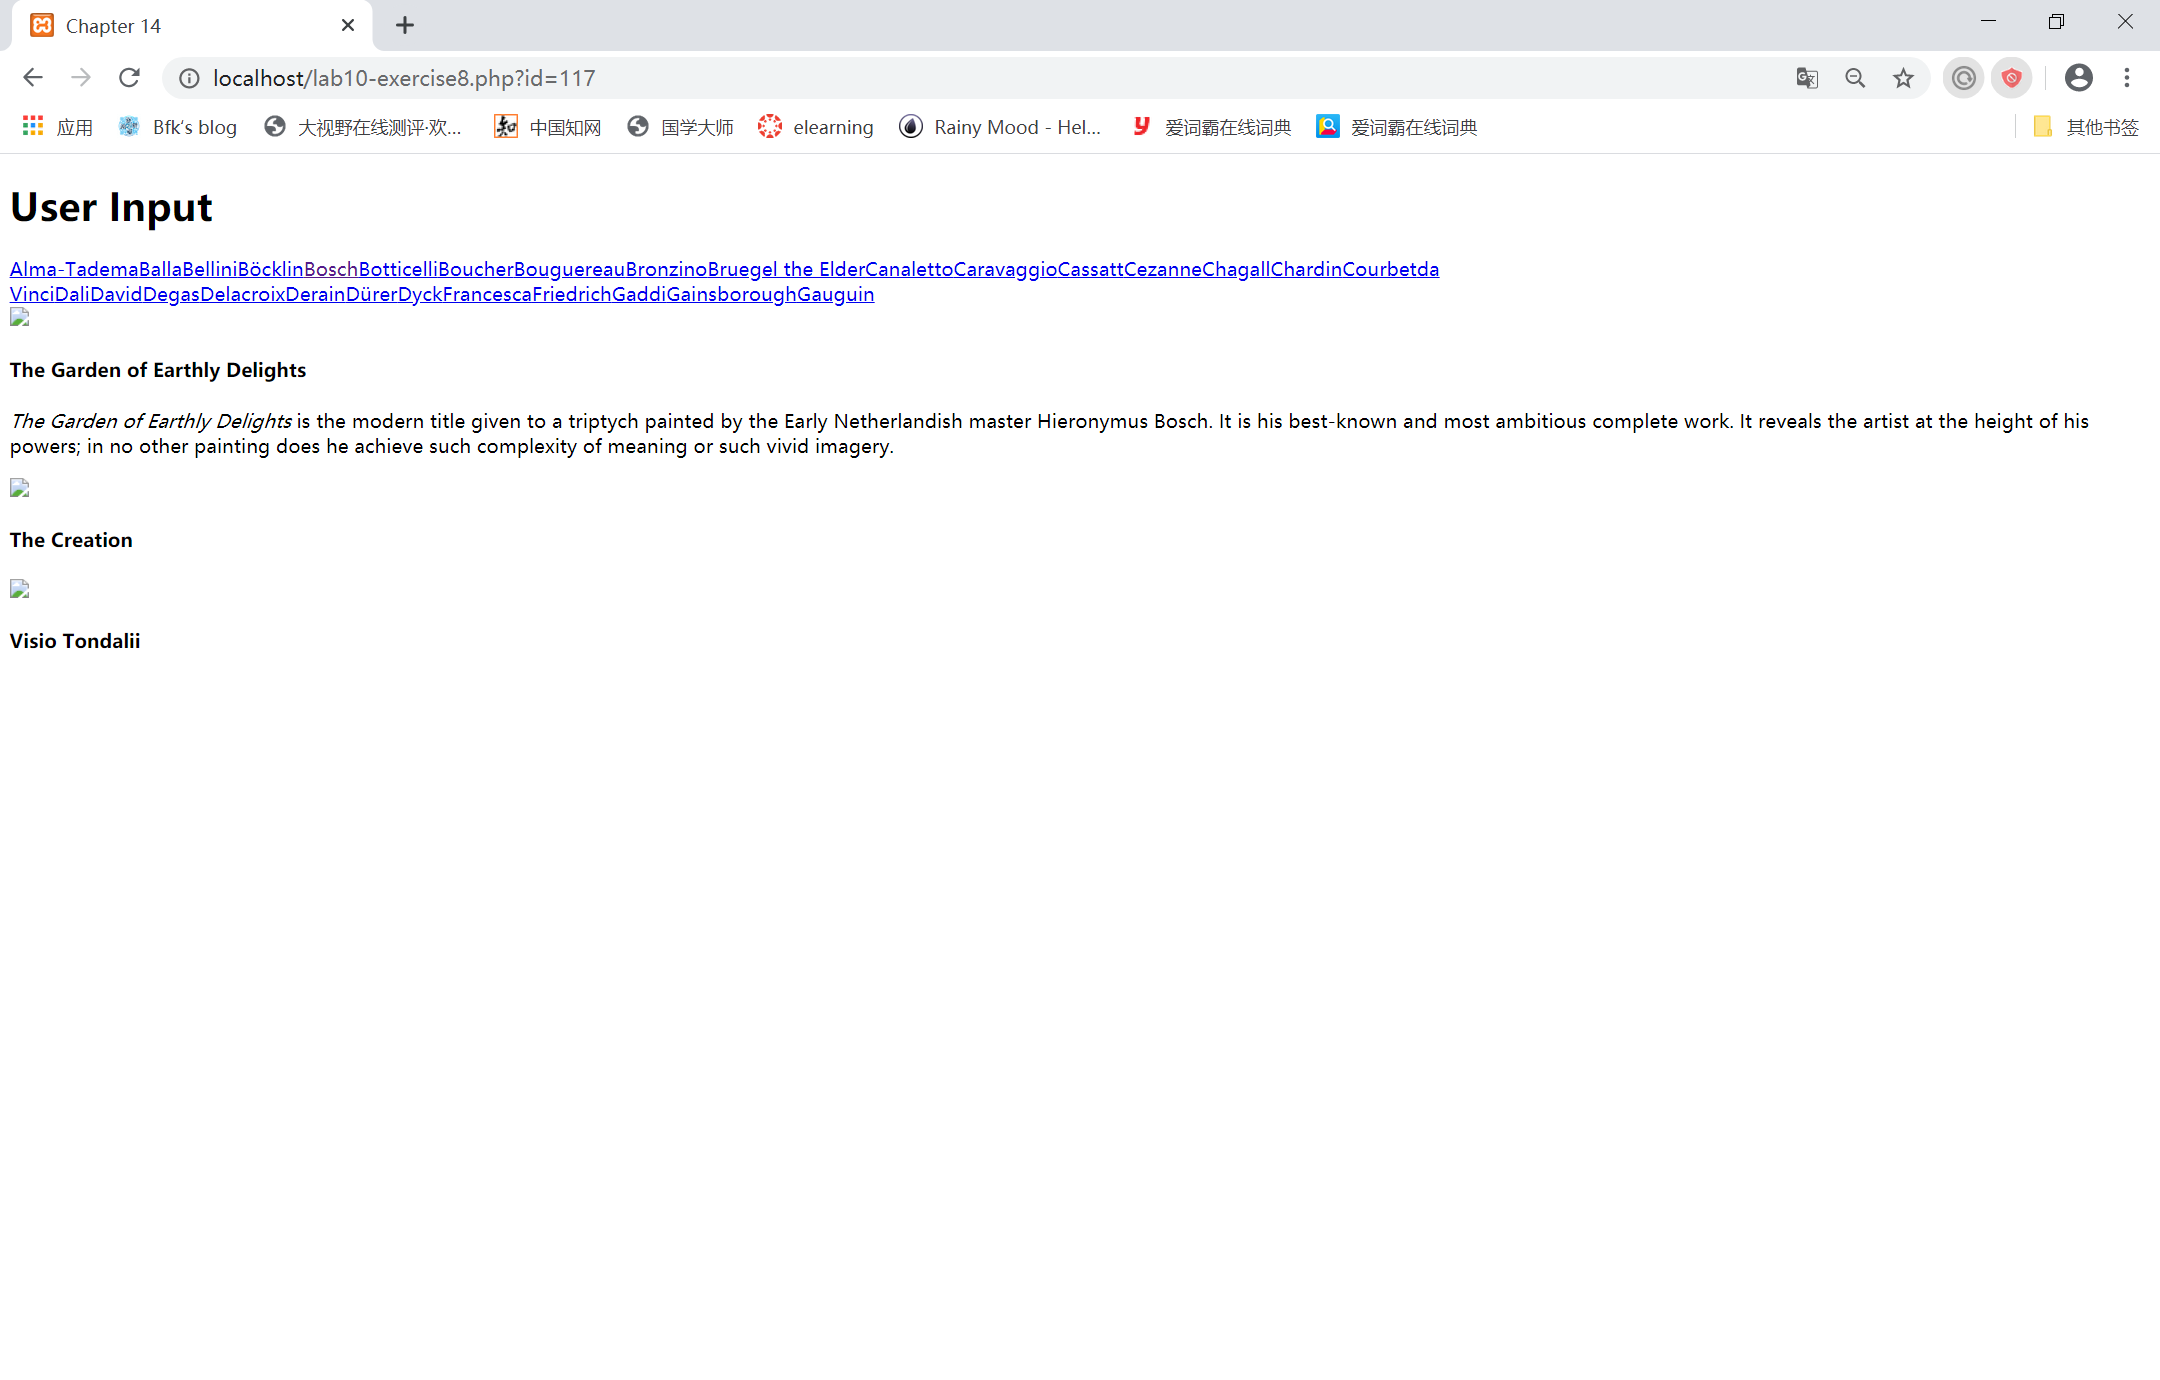 Chapter 14
localhost/lab10-exercise8.php?id=117
应用 Bfk's blog 大视野在线测评·欢... 中国知网 国学大师 elearning Rainy Mood - Hel... 爱词霸在线词典 爱词霸在线词典 其他书签
User Input
Alma-TademaBallaBelliniBöcklinBoschBotticelliBoucherBouguereauBronzinoBruegel the ElderCanalettoCaravaggioCassattCezanneChagallChardinCourbetda
VinciDaliDavidDegasDelacroixDerainDürerDyckFrancescaFriedrichGaddiGainsboroughGauguin
The Garden of Earthly Delights
The Garden of Earthly Delights is the modern title given to a triptych painted by the Early Netherlandish master Hieronymus Bosch. It is his best-known and most ambitious complete work. It reveals the artist at the height of his
powers; in no other painting does he achieve such complexity of meaning or such vivid imagery.
The Creation
Visio Tondalii